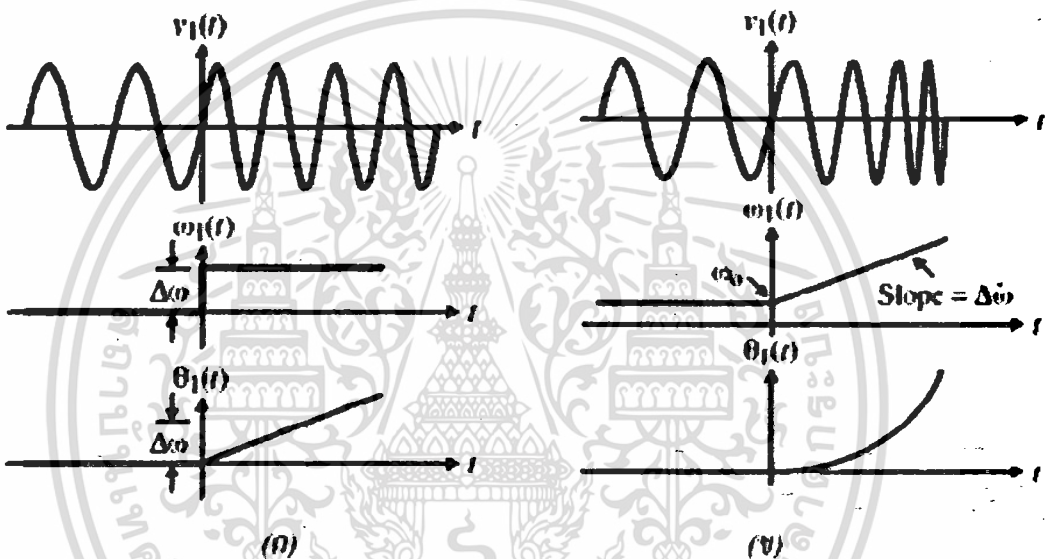 v₁(t)
t
ω₁(t)
Δω
t
θ₁(t)
Δω
t
(ก)
v₁(t)
t
ω₁(t)
ω₀
Slope = Δω̇
t
θ₁(t)
t
(ข)